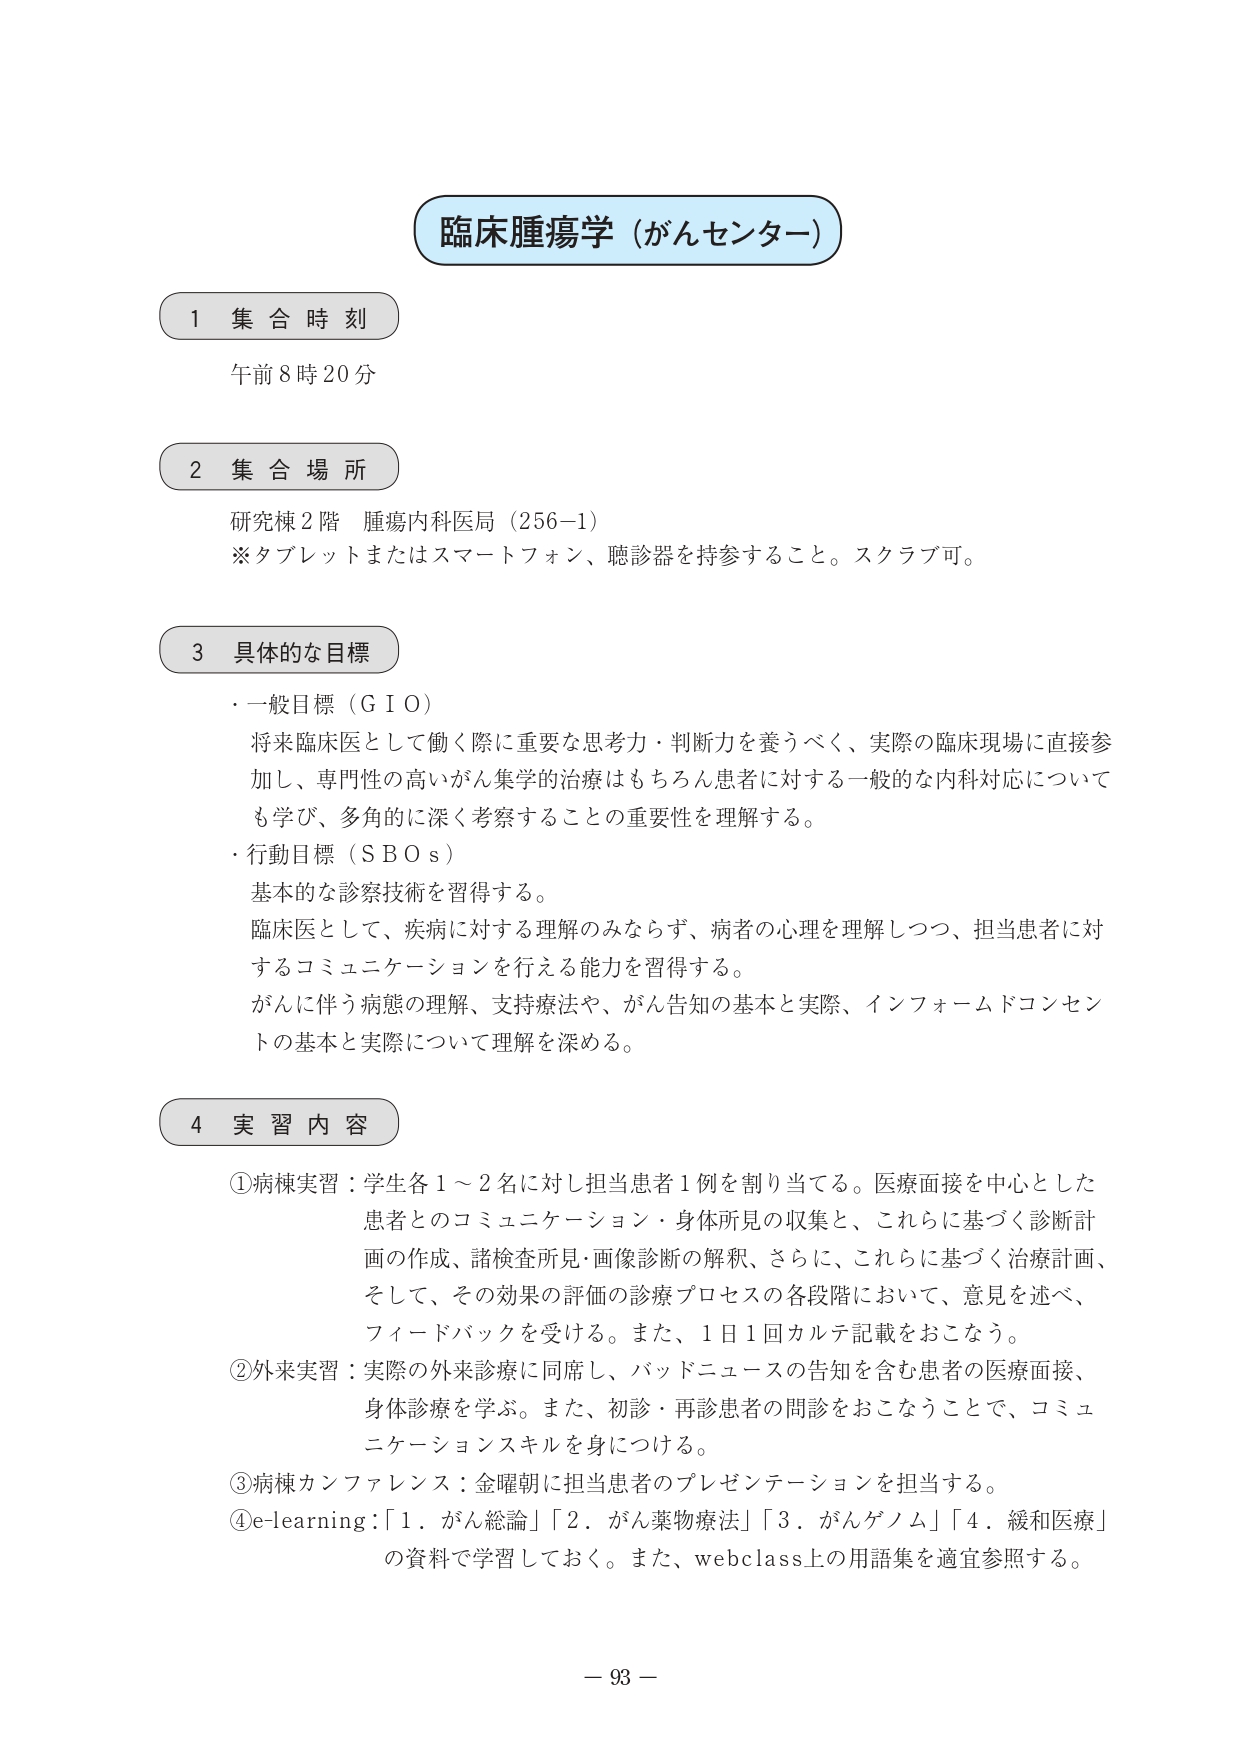 臨床腫瘍学（がんセンター）
1 集合時刻
午前8時20分
2 集合場所
研究棟2階　腫瘍内科医局（256−1）
※タブレットまたはスマートフォン、聴診器を持参すること。スクラブ可。
3 具体的な目標
・一般目標（ＧＩＯ）
将来臨床医として働く際に重要な思考力・判断力を養うべく、実際の臨床現場に直接参
加し、専門性の高いがん集学的治療はもちろん患者に対する一般的な内科対応について
も学び、多角的に深く考察することの重要性を理解する。
・行動目標（ＳＢＯｓ）
基本的な診察技術を習得する。
臨床医として、疾病に対する理解のみならず、病者の心理を理解しつつ、担当患者に対
するコミュニケーションを行える能力を習得する。
がんに伴う病態の理解、支持療法や、がん告知の基本と実際、インフォームドコンセン
トの基本と実際について理解を深める。
4 実習内容
①病棟実習：学生各1～2名に対し担当患者1例を割り当てる。医療面接を中心とした
患者とのコミュニケーション・身体所見の収集と、これらに基づく診断計
画の作成、諸検査所見・画像診断の解釈、さらに、これらに基づく治療計画、
そして、その効果の評価の診療プロセスの各段階において、意見を述べ、
フィードバックを受ける。また、1日1回カルテ記載をおこなう。
②外来実習：実際の外来診療に同席し、バッドニュースの告知を含む患者の医療面接、
身体診療を学ぶ。また、初診・再診患者の問診をおこなうことで、コミュ
ニケーションスキルを身につける。
③病棟カンファレンス：金曜朝に担当患者のプレゼンテーションを担当する。
④e-learning：「1．がん総論」「2．がん薬物療法」「3．がんゲノム」「4．緩和医療」
の資料で学習しておく。また、webclass上の用語集を適宜参照する。
― 93 ―